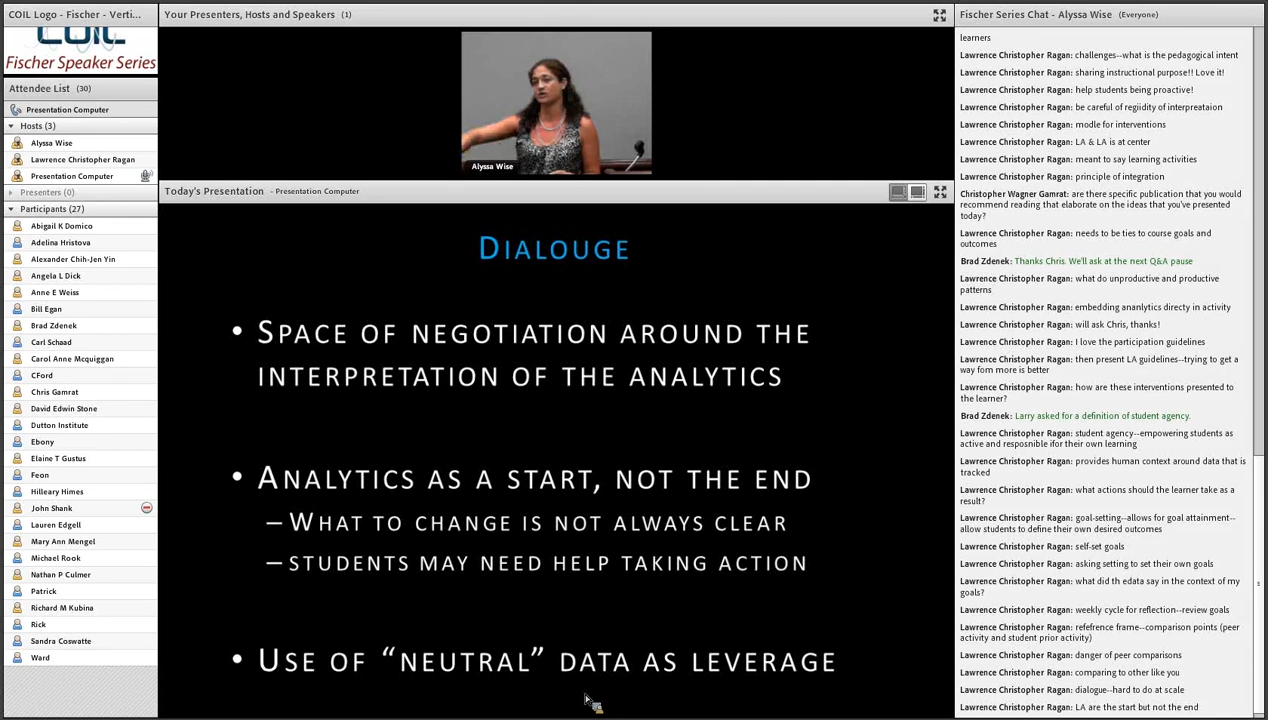 COIL Logo - Fischer - Verti...
COIL
Fischer Speaker Series
Attendee List (30)
Presentation Computer
Hosts (3)
Alyssa Wise
Lawrence Christopher Ragan
Presentation Computer
Presenters (0)
Participants (27)
Abigail K Domico
Adelina Hristova
Alexander Chih-Jen Yin
Angela L Dick
Anne E Weiss
Bill Egan
Brad Zdenek
Carl Schaad
Carol Anne Mcquiggan
CFord
Chris Gamrat
David Edwin Stone
Dutton Institute
Ebony
Elaine T Gustus
Feon
Hilleary Himes
John Shank
Lauren Edgell
Mary Ann Mengel
Michael Rook
Nathan P Culmer
Patrick
Richard M Kubina
Rick
Sandra Coswatte
Ward
Your Presenters, Hosts and Speakers (1)
Alyssa Wise
Today's Presentation - Presentation Computer
DIALOUGE
• SPACE OF NEGOTIATION AROUND THE
INTERPRETATION OF THE ANALYTICS
• ANALYTICS AS A START, NOT THE END
– WHAT TO CHANGE IS NOT ALWAYS CLEAR
– STUDENTS MAY NEED HELP TAKING ACTION
• USE OF “NEUTRAL” DATA AS LEVERAGE
Fischer Series Chat - Alyssa Wise (Everyone)
learners
Lawrence Christopher Ragan: challenges--what is the pedagogical intent
Lawrence Christopher Ragan: sharing instructional purpose!! Love it!
Lawrence Christopher Ragan: help students being proactive!
Lawrence Christopher Ragan: be careful of regiidity of interpreataion
Lawrence Christopher Ragan: modle for interventions
Lawrence Christopher Ragan: LA & LA is at center
Lawrence Christopher Ragan: meant to say learning activities
Lawrence Christopher Ragan: principle of integration
Christopher Wagner Gamrat: are there specific publication that you would
recommend reading that elaborate on the ideas that you've presented
today?
Lawrence Christopher Ragan: needs to be ties to course goals and
outcomes
Brad Zdenek: Thanks Chris. We'll ask at the next Q&A pause
Lawrence Christopher Ragan: what do unproductive and productive
patterns
Lawrence Christopher Ragan: embedding ananlytics directy in activity
Lawrence Christopher Ragan: will ask Chris, thanks!
Lawrence Christopher Ragan: I love the participation guidelines
Lawrence Christopher Ragan: then present LA guidelines--trying to get a
way fom more is better
Lawrence Christopher Ragan: how are these interventions presented to
the learner?
Brad Zdenek: Larry asked for a definition of student agency.
Lawrence Christopher Ragan: student agency--empowering students as
active and resposnible ifor their own learning
Lawrence Christopher Ragan: provides human context around data that is
tracked
Lawrence Christopher Ragan: what actions should the learner take as a
result?
Lawrence Christopher Ragan: goal-setting--allows for goal attainment--
allow students to define their own desired outcomes
Lawrence Christopher Ragan: self-set goals
Lawrence Christopher Ragan: asking setting to set their own goals
Lawrence Christopher Ragan: what did th edata say in the context of my
goals?
Lawrence Christopher Ragan: weekly cycle for reflection--review goals
Lawrence Christopher Ragan: refefrence frame--comparison points (peer
activity and student prior activity)
Lawrence Christopher Ragan: danger of peer comparisons
Lawrence Christopher Ragan: comparing to other like you
Lawrence Christopher Ragan: dialogue--hard to do at scale
Lawrence Christopher Ragan: LA are the start but not the end